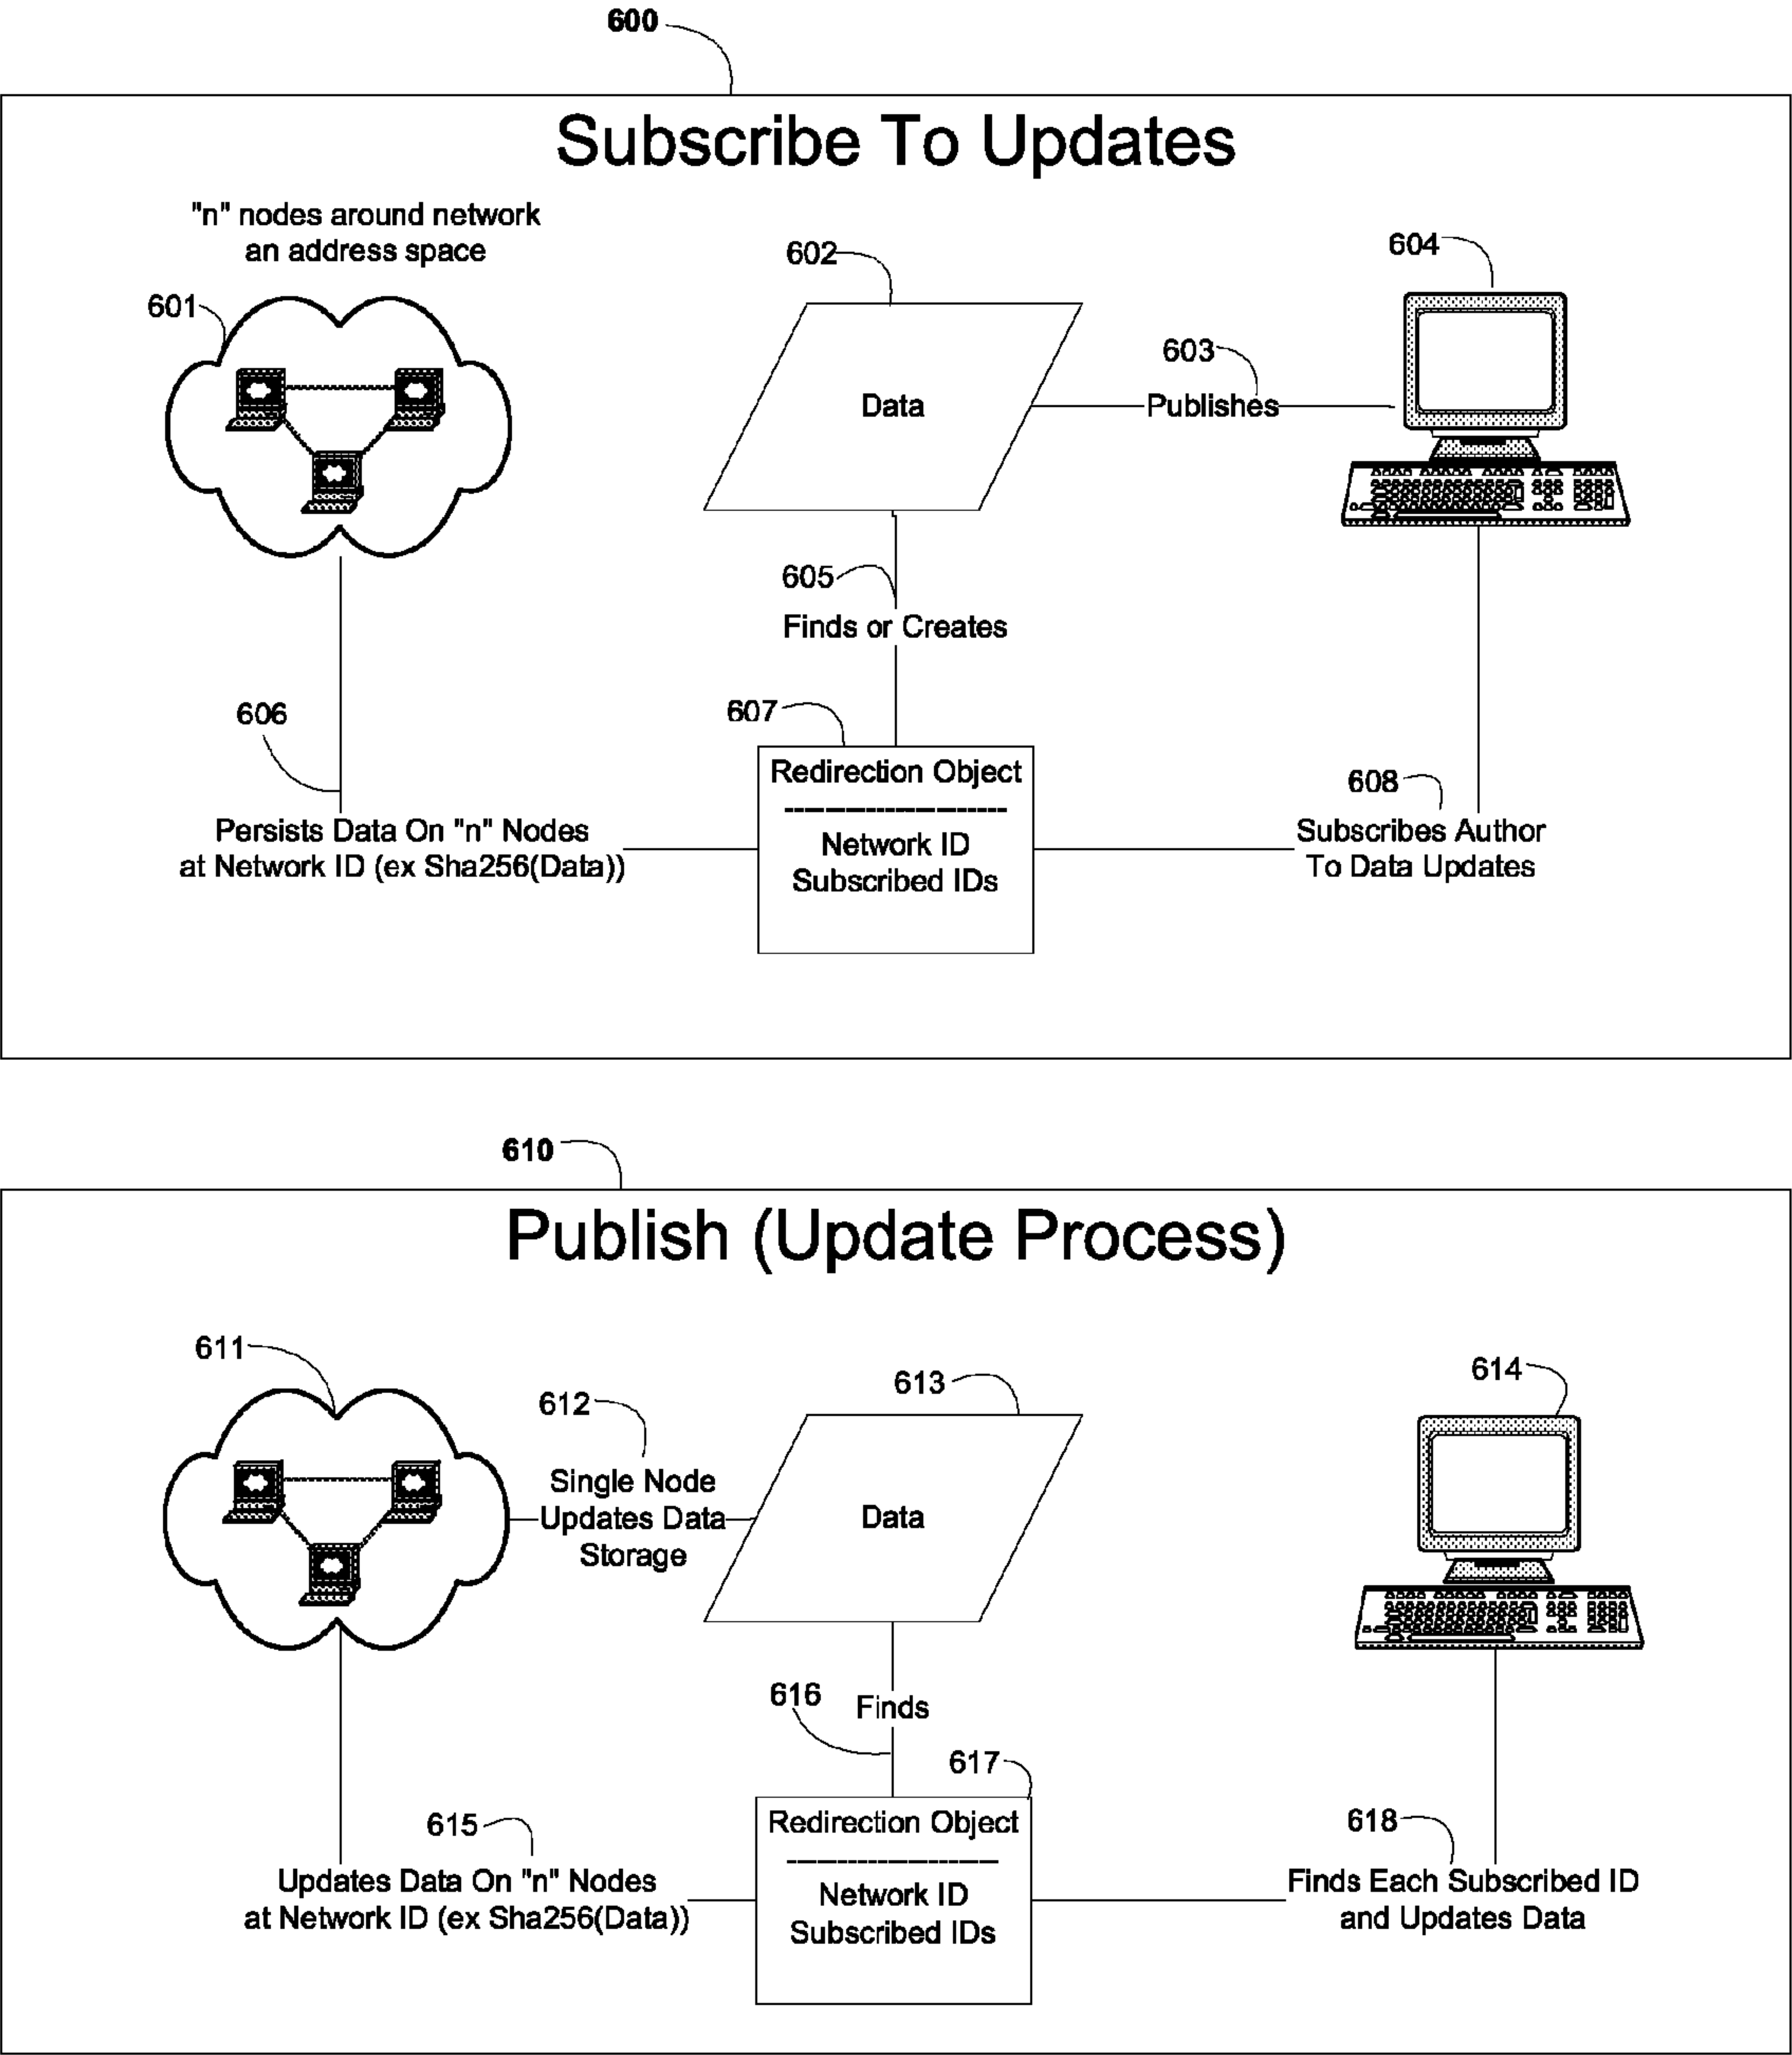 600
Subscribe To Updates
"n" nodes around network
an address space
601
602
604
603
Data
Publishes
605
Finds or Creates
606
607
Redirection Object
----------------------
Network ID
Subscribed IDs
608
Persists Data On "n" Nodes
at Network ID (ex Sha256(Data))
Subscribes Author
To Data Updates
610
Publish (Update Process)
611
612
613
614
Single Node
Updates Data
Storage
Data
616
Finds
617
615
618
Redirection Object
----------------------
Network ID
Subscribed IDs
Updates Data On "n" Nodes
at Network ID (ex Sha256(Data))
Finds Each Subscribed ID
and Updates Data